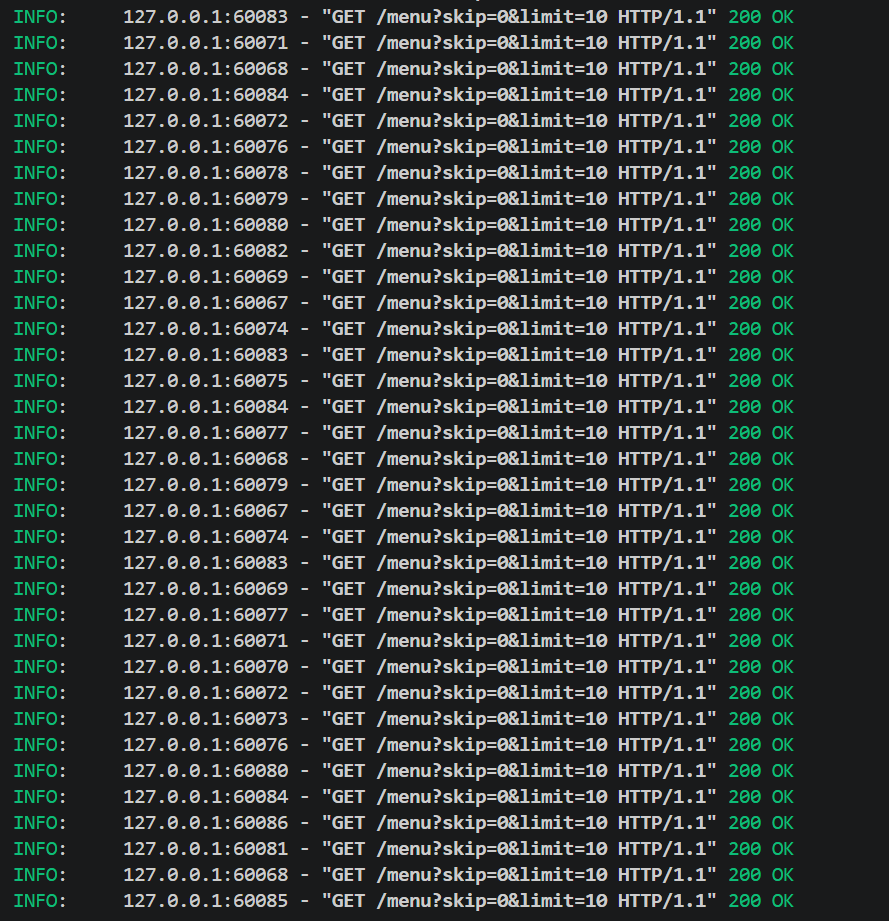 INFO:     127.0.0.1:60083 - "GET /menu?skip=0&limit=10 HTTP/1.1" 200 OK
INFO:     127.0.0.1:60071 - "GET /menu?skip=0&limit=10 HTTP/1.1" 200 OK
INFO:     127.0.0.1:60068 - "GET /menu?skip=0&limit=10 HTTP/1.1" 200 OK
INFO:     127.0.0.1:60084 - "GET /menu?skip=0&limit=10 HTTP/1.1" 200 OK
INFO:     127.0.0.1:60072 - "GET /menu?skip=0&limit=10 HTTP/1.1" 200 OK
INFO:     127.0.0.1:60076 - "GET /menu?skip=0&limit=10 HTTP/1.1" 200 OK
INFO:     127.0.0.1:60078 - "GET /menu?skip=0&limit=10 HTTP/1.1" 200 OK
INFO:     127.0.0.1:60079 - "GET /menu?skip=0&limit=10 HTTP/1.1" 200 OK
INFO:     127.0.0.1:60080 - "GET /menu?skip=0&limit=10 HTTP/1.1" 200 OK
INFO:     127.0.0.1:60082 - "GET /menu?skip=0&limit=10 HTTP/1.1" 200 OK
INFO:     127.0.0.1:60069 - "GET /menu?skip=0&limit=10 HTTP/1.1" 200 OK
INFO:     127.0.0.1:60067 - "GET /menu?skip=0&limit=10 HTTP/1.1" 200 OK
INFO:     127.0.0.1:60074 - "GET /menu?skip=0&limit=10 HTTP/1.1" 200 OK
INFO:     127.0.0.1:60083 - "GET /menu?skip=0&limit=10 HTTP/1.1" 200 OK
INFO:     127.0.0.1:60075 - "GET /menu?skip=0&limit=10 HTTP/1.1" 200 OK
INFO:     127.0.0.1:60084 - "GET /menu?skip=0&limit=10 HTTP/1.1" 200 OK
INFO:     127.0.0.1:60077 - "GET /menu?skip=0&limit=10 HTTP/1.1" 200 OK
INFO:     127.0.0.1:60068 - "GET /menu?skip=0&limit=10 HTTP/1.1" 200 OK
INFO:     127.0.0.1:60079 - "GET /menu?skip=0&limit=10 HTTP/1.1" 200 OK
INFO:     127.0.0.1:60067 - "GET /menu?skip=0&limit=10 HTTP/1.1" 200 OK
INFO:     127.0.0.1:60074 - "GET /menu?skip=0&limit=10 HTTP/1.1" 200 OK
INFO:     127.0.0.1:60083 - "GET /menu?skip=0&limit=10 HTTP/1.1" 200 OK
INFO:     127.0.0.1:60069 - "GET /menu?skip=0&limit=10 HTTP/1.1" 200 OK
INFO:     127.0.0.1:60077 - "GET /menu?skip=0&limit=10 HTTP/1.1" 200 OK
INFO:     127.0.0.1:60071 - "GET /menu?skip=0&limit=10 HTTP/1.1" 200 OK
INFO:     127.0.0.1:60070 - "GET /menu?skip=0&limit=10 HTTP/1.1" 200 OK
INFO:     127.0.0.1:60072 - "GET /menu?skip=0&limit=10 HTTP/1.1" 200 OK
INFO:     127.0.0.1:60073 - "GET /menu?skip=0&limit=10 HTTP/1.1" 200 OK
INFO:     127.0.0.1:60076 - "GET /menu?skip=0&limit=10 HTTP/1.1" 200 OK
INFO:     127.0.0.1:60080 - "GET /menu?skip=0&limit=10 HTTP/1.1" 200 OK
INFO:     127.0.0.1:60084 - "GET /menu?skip=0&limit=10 HTTP/1.1" 200 OK
INFO:     127.0.0.1:60086 - "GET /menu?skip=0&limit=10 HTTP/1.1" 200 OK
INFO:     127.0.0.1:60081 - "GET /menu?skip=0&limit=10 HTTP/1.1" 200 OK
INFO:     127.0.0.1:60068 - "GET /menu?skip=0&limit=10 HTTP/1.1" 200 OK
INFO:     127.0.0.1:60085 - "GET /menu?skip=0&limit=10 HTTP/1.1" 200 OK